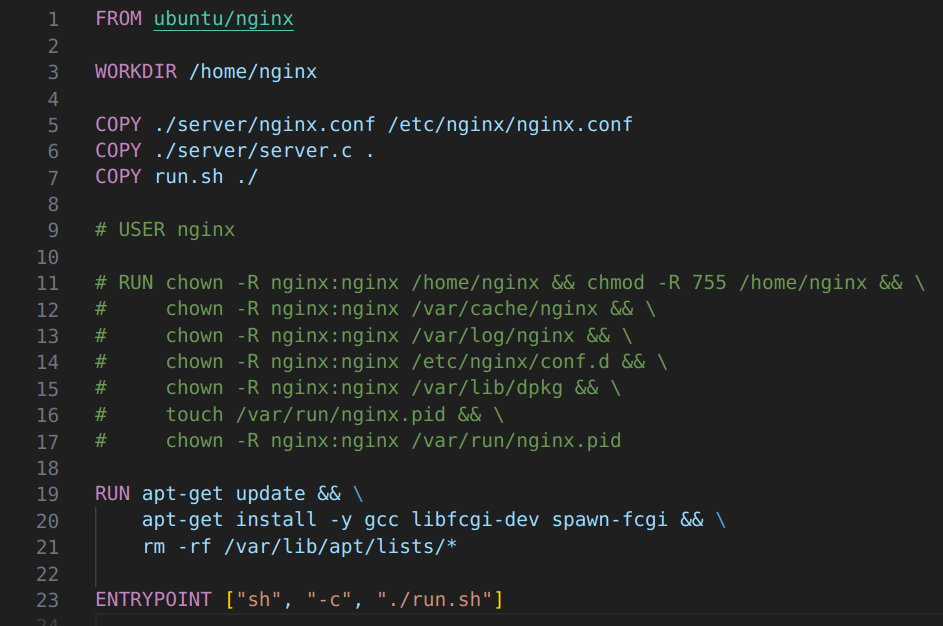 1 FROM ubuntu/nginx
2
3 WORKDIR /home/nginx
4
5 COPY ./server/nginx.conf /etc/nginx/nginx.conf
6 COPY ./server/server.c .
7 COPY run.sh ./
8
9 # USER nginx
10
11 # RUN chown -R nginx:nginx /home/nginx && chmod -R 755 /home/nginx && \
12 #     chown -R nginx:nginx /var/cache/nginx && \
13 #     chown -R nginx:nginx /var/log/nginx && \
14 #     chown -R nginx:nginx /etc/nginx/conf.d && \
15 #     chown -R nginx:nginx /var/lib/dpkg && \
16 #     touch /var/run/nginx.pid && \
17 #     chown -R nginx:nginx /var/run/nginx.pid
18
19 RUN apt-get update && \
20     apt-get install -y gcc libfcgi-dev spawn-fcgi && \
21     rm -rf /var/lib/apt/lists/*
22
23 ENTRYPOINT ["sh", "-c", "./run.sh"]
24